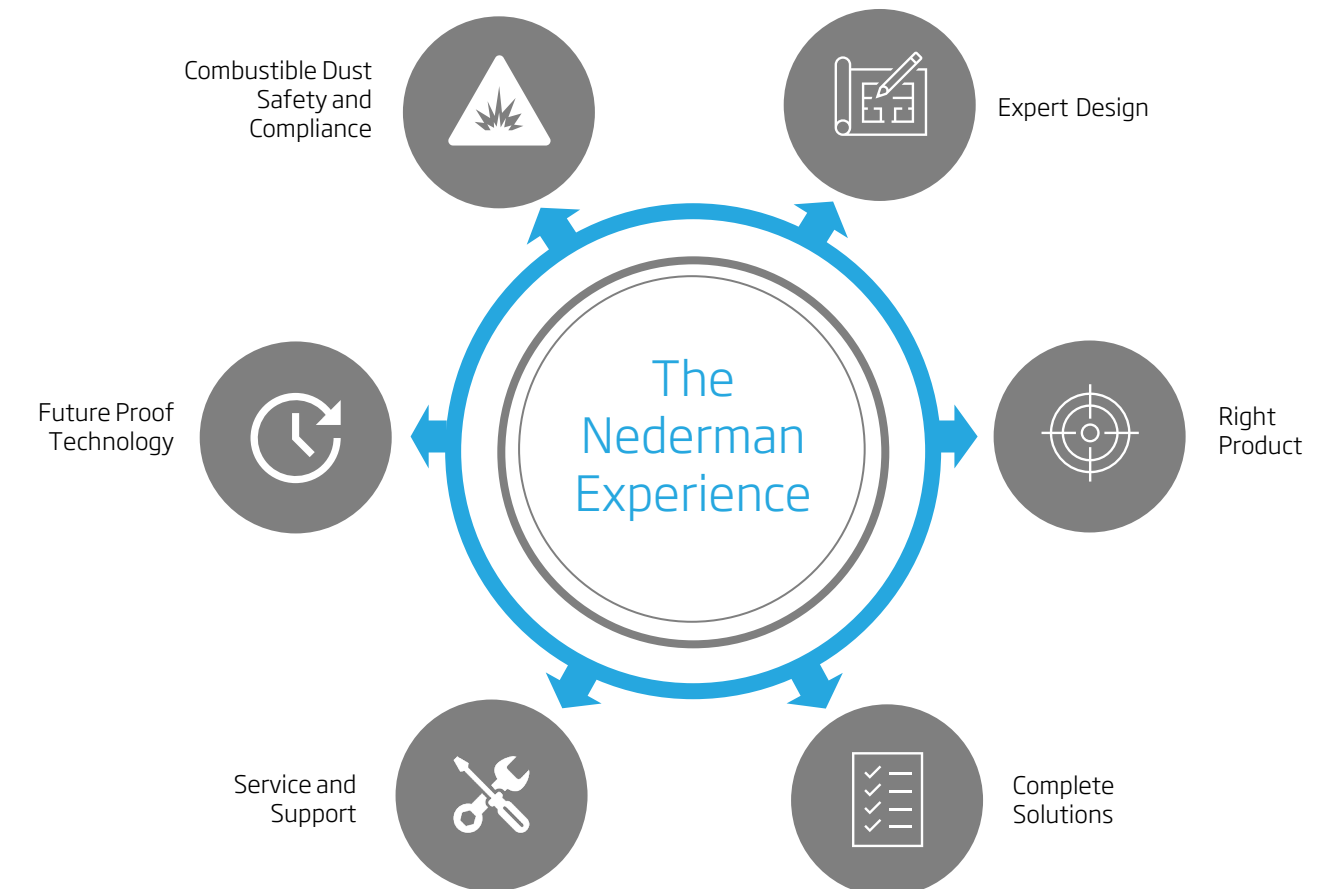 Combustible Dust
Safety and
Compliance
Expert Design
The
Nederman
Experience
Future Proof
Technology
Right
Product
Service and
Support
Complete
Solutions